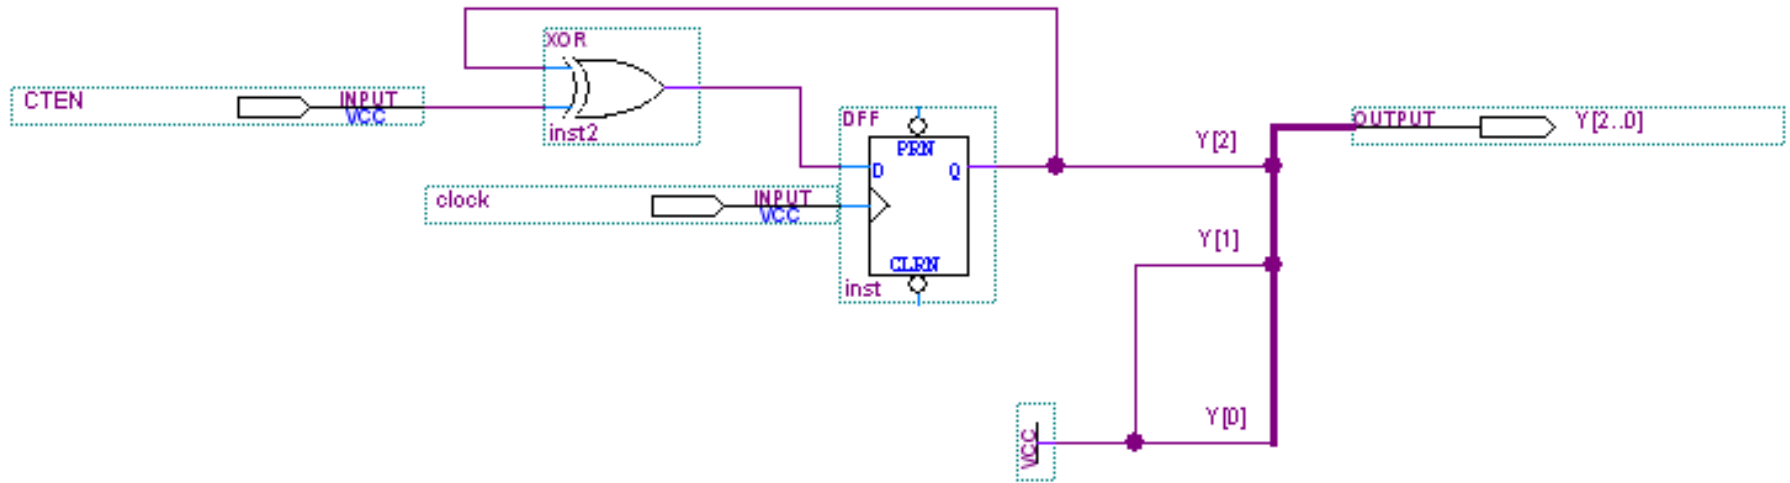 XOR
CTEN
INPUT
VCC
inst2
DFF
PRN
D
Q
Y[2]
OUTPUT
Y[2..0]
clock
INPUT
VCC
Y[1]
CLRN
inst
Y[0]
VCC